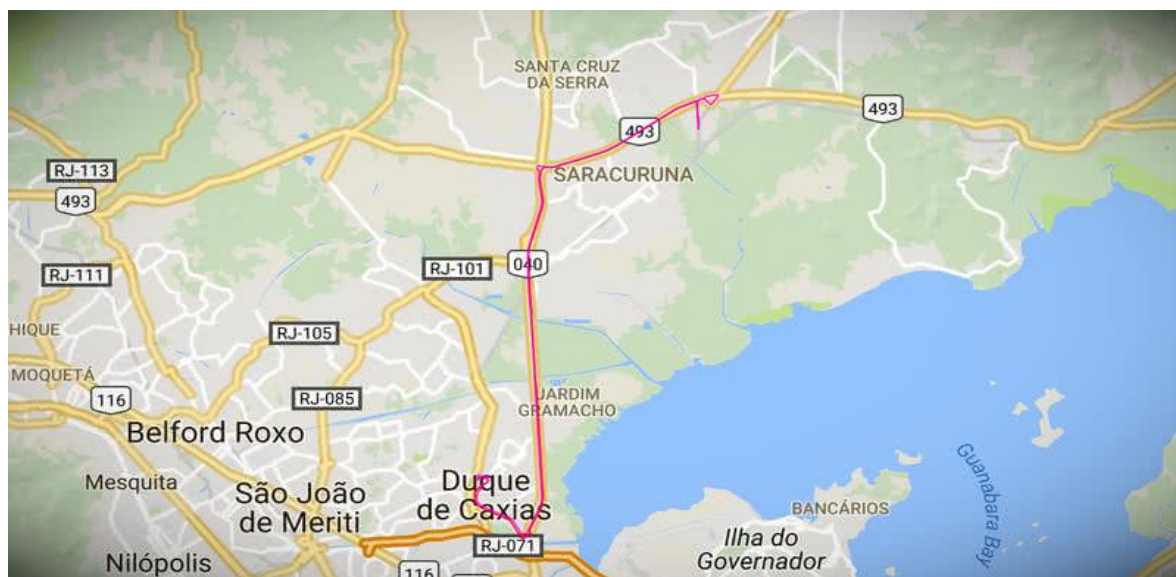 SANTA CRUZ
DA SERRA
493
493
RJ-113
SARACURUNA
493
RJ-101
040
RJ-111
HIQUE
RJ-105
MOQUETÁ
116
RJ-085
JARDIM
GRAMACHO
Belford Roxo
Guanabara Bay
Mesquita
Duque
de Caxias
São João
de Meriti
BANCÁRIOS
Ilha do
Governador
RJ-071
Nilópolis
116